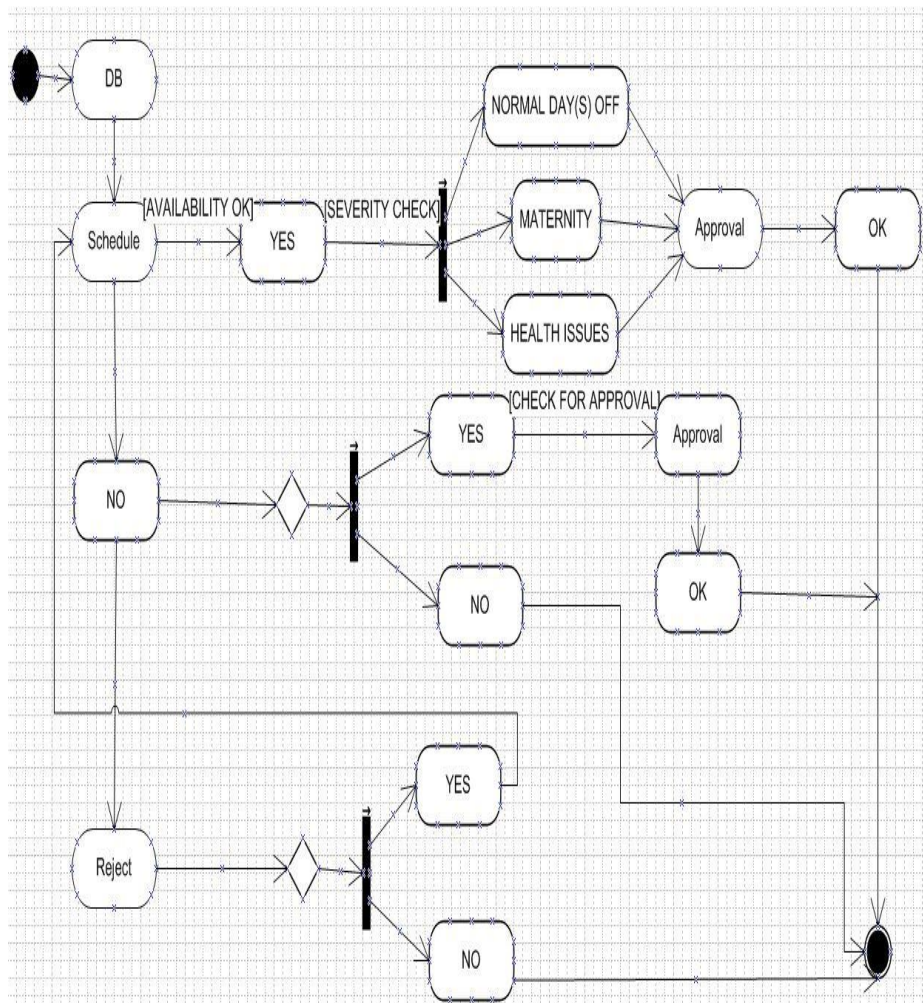 DB
NORMAL DAY(S) OFF
[AVAILABILITY OK]
[SEVERITY CHECK]
Schedule
YES
MATERNITY
Approval
OK
HEALTH ISSUES
[CHECK FOR APPROVAL]
YES
Approval
NO
NO
OK
YES
Reject
NO